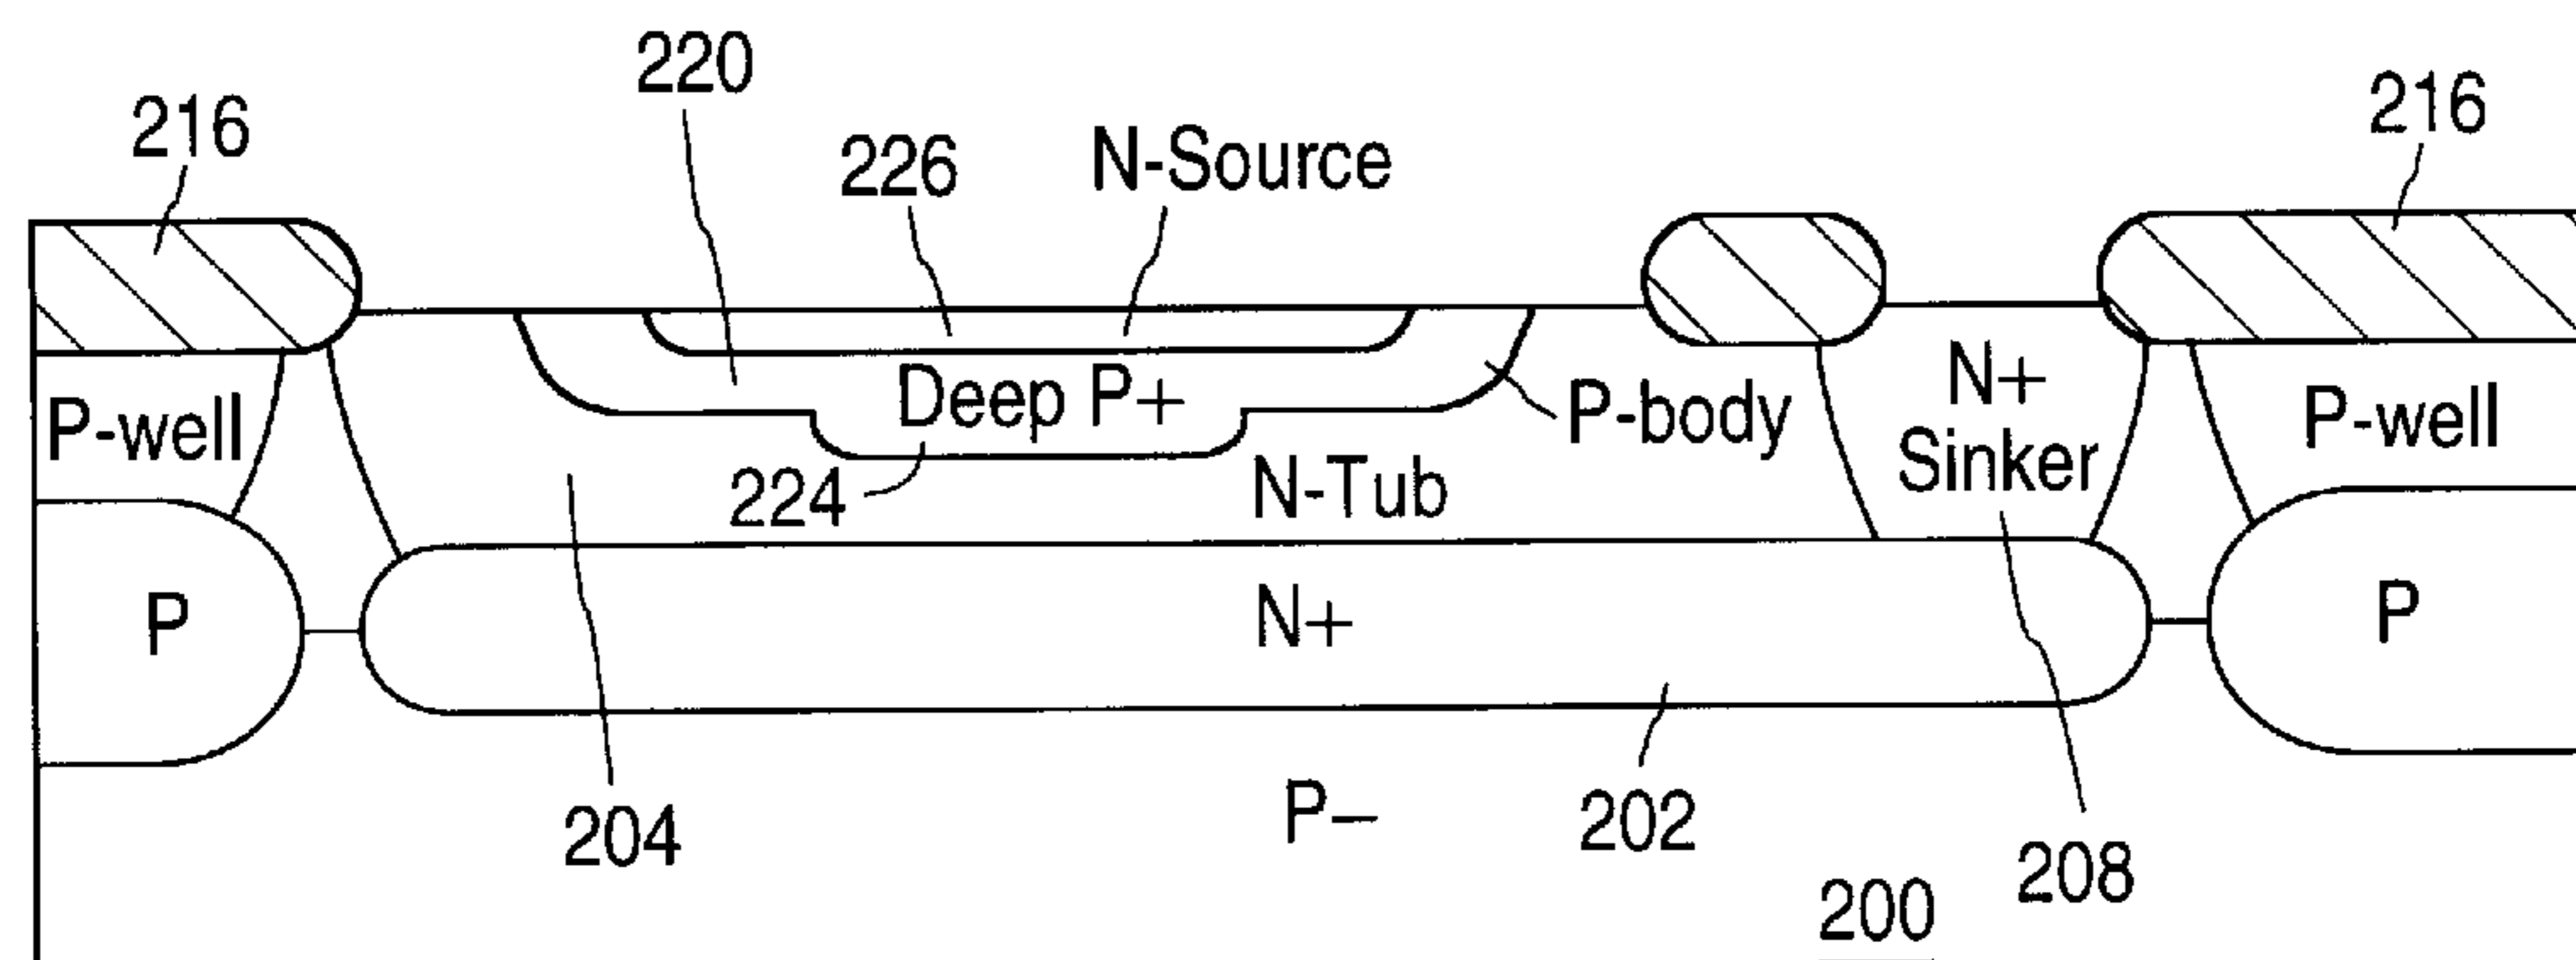 220
216
216
226
N-Source
Deep P+
P-well
P-body
N+
Sinker
P-well
224
N-Tub
P
N+
P
204
P–
202
208
200